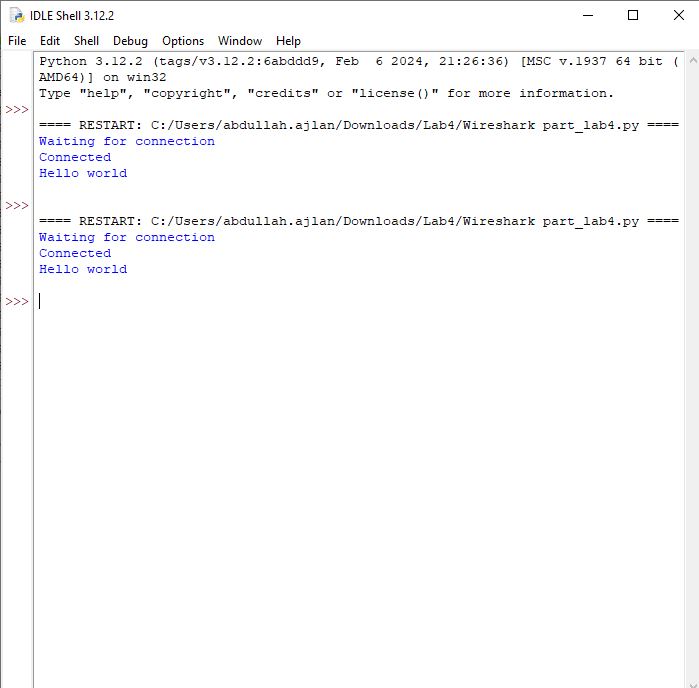 IDLE Shell 3.12.2
File Edit Shell Debug Options Window Help
Python 3.12.2 (tags/v3.12.2:6abddd9, Feb  6 2024, 21:26:36) [MSC v.1937 64 bit (
AMD64)] on win32
Type "help", "copyright", "credits" or "license()" for more information.
>>>
==== RESTART: C:/Users/abdullah.ajlan/Downloads/Lab4/Wireshark part_lab4.py ====
Waiting for connection
Connected
Hello world
>>>
==== RESTART: C:/Users/abdullah.ajlan/Downloads/Lab4/Wireshark part_lab4.py ====
Waiting for connection
Connected
Hello world
>>>